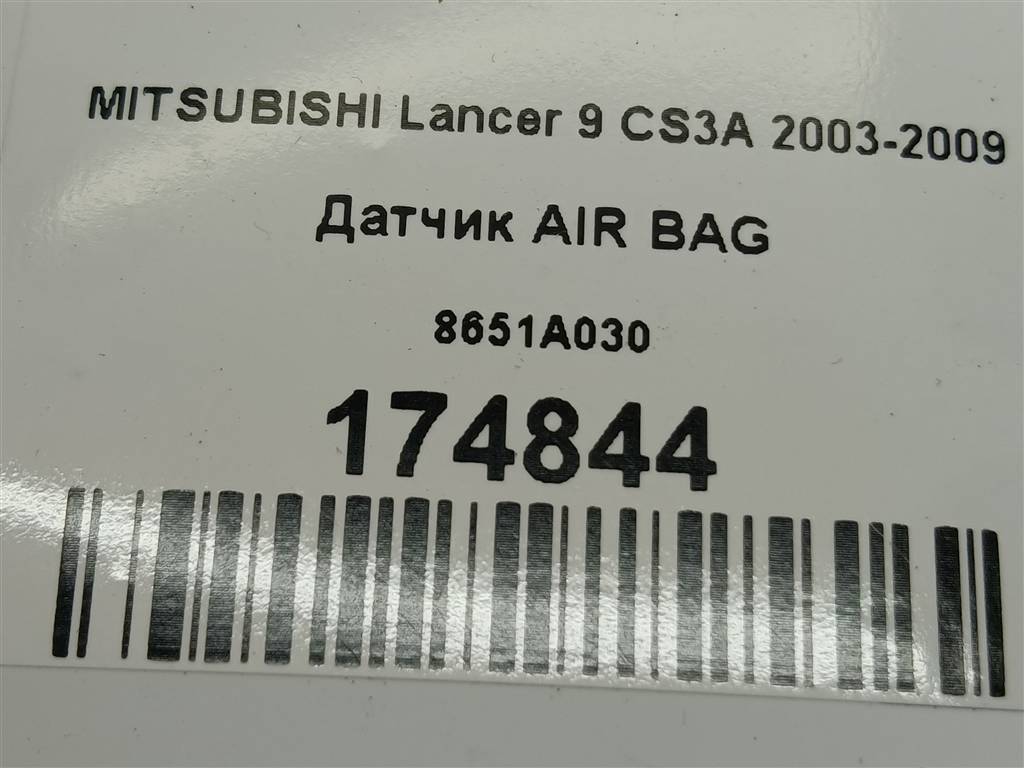 MITSUBISHI Lancer 9 CS3A 2003-2009
Датчик AIR BAG
8651A030
174844